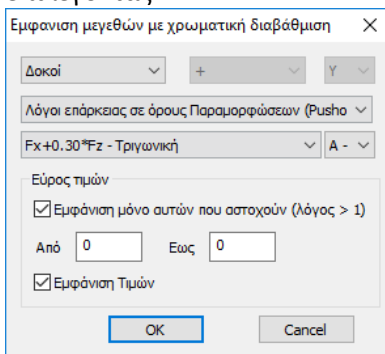 Εμφανιση μεγεθών με χρωματική διαβάθμιση
Δοκοί + Y
Λόγοι επάρκειας σε όρους Παραμορφώσεων (Pusho
Fx+0.30*Fz - Τριγωνική A -
Εύρος τιμών
Εμφάνιση μόνο αυτών που αστοχούν (λόγος > 1)
Από 0 Εως 0
Εμφάνιση Τιμών
OK Cancel